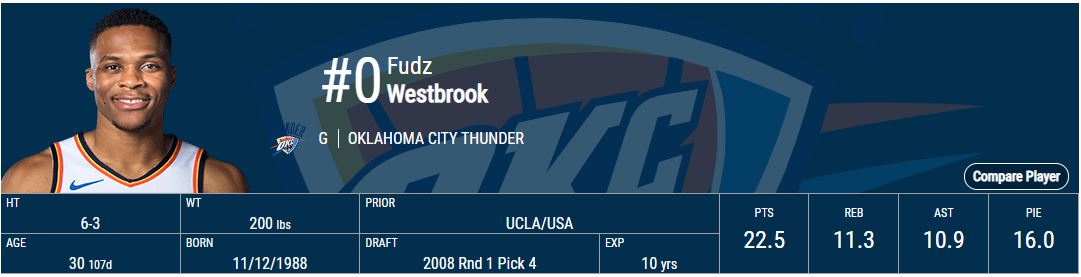 #0
Fudz
Westbrook
G | OKLAHOMA CITY THUNDER
OKC
OKC
Compare Player
HT
6-3
WT
200 lbs
PRIOR
UCLA/USA
AGE
30 107d
BORN
11/12/1988
DRAFT
2008 Rnd 1 Pick 4
EXP
10 yrs
PTS
22.5
REB
11.3
AST
10.9
PIE
16.0